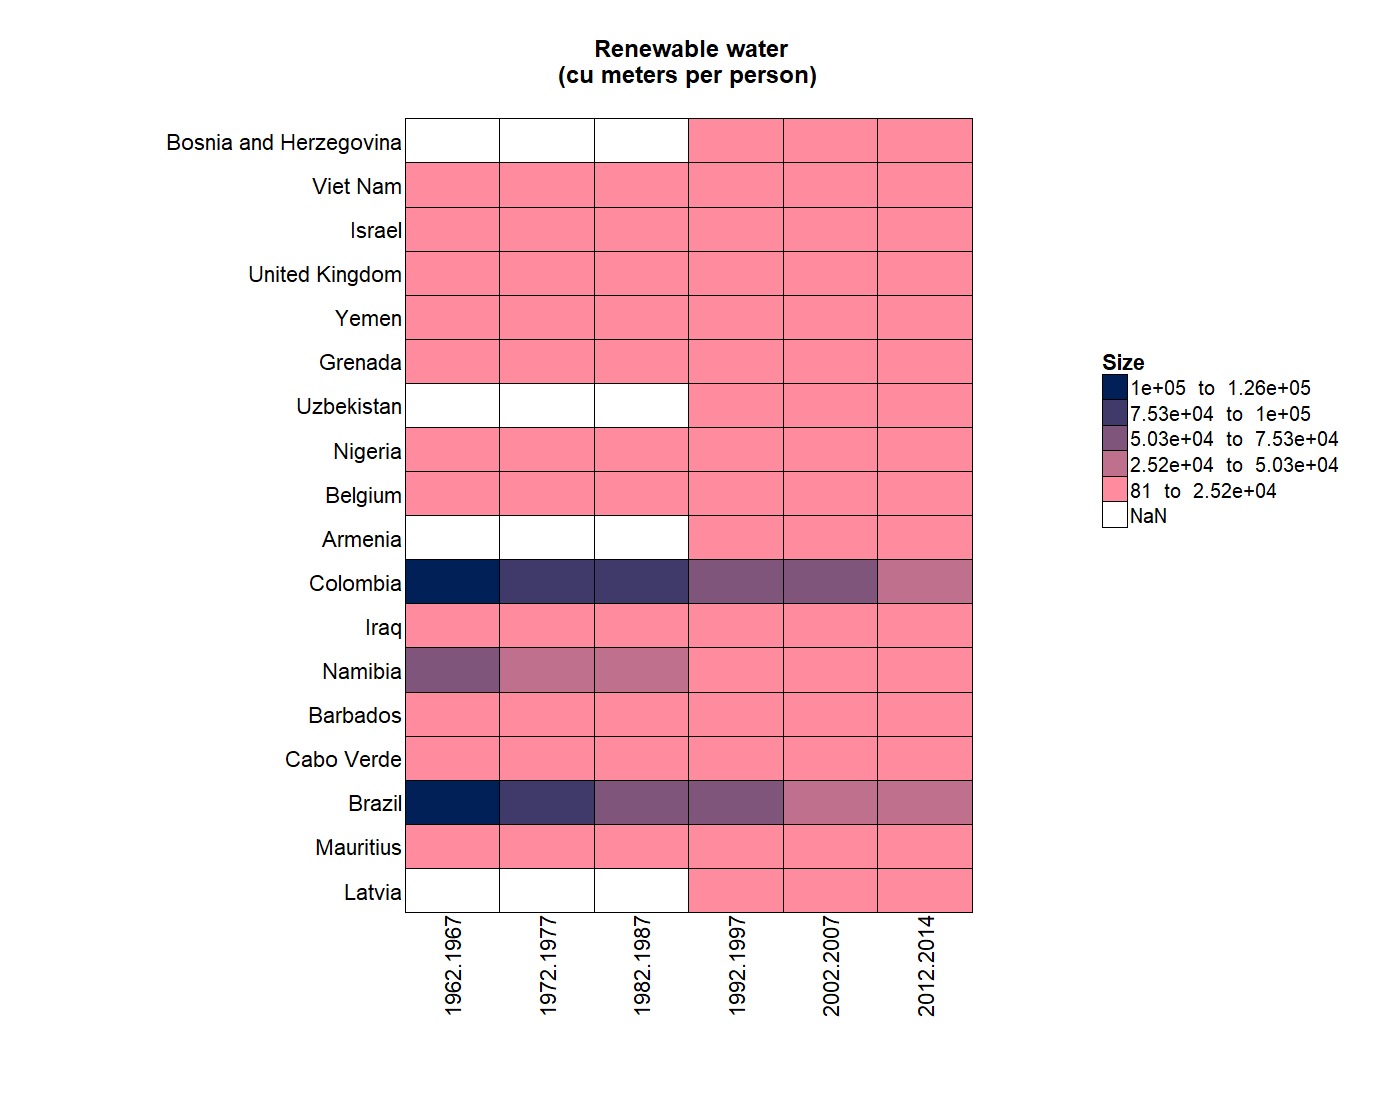 Renewable water
(cu meters per person)
Bosnia and Herzegovina
Viet Nam
Israel
United Kingdom
Yemen
Grenada
Uzbekistan
Nigeria
Belgium
Armenia
Colombia
Iraq
Namibia
Barbados
Cabo Verde
Brazil
Mauritius
Latvia
1962.1967
1972.1977
1982.1987
1992.1997
2002.2007
2012.2014
Size
1e+05 to 1.26e+05
7.53e+04 to 1e+05
5.03e+04 to 7.53e+04
2.52e+04 to 5.03e+04
81 to 2.52e+04
NaN